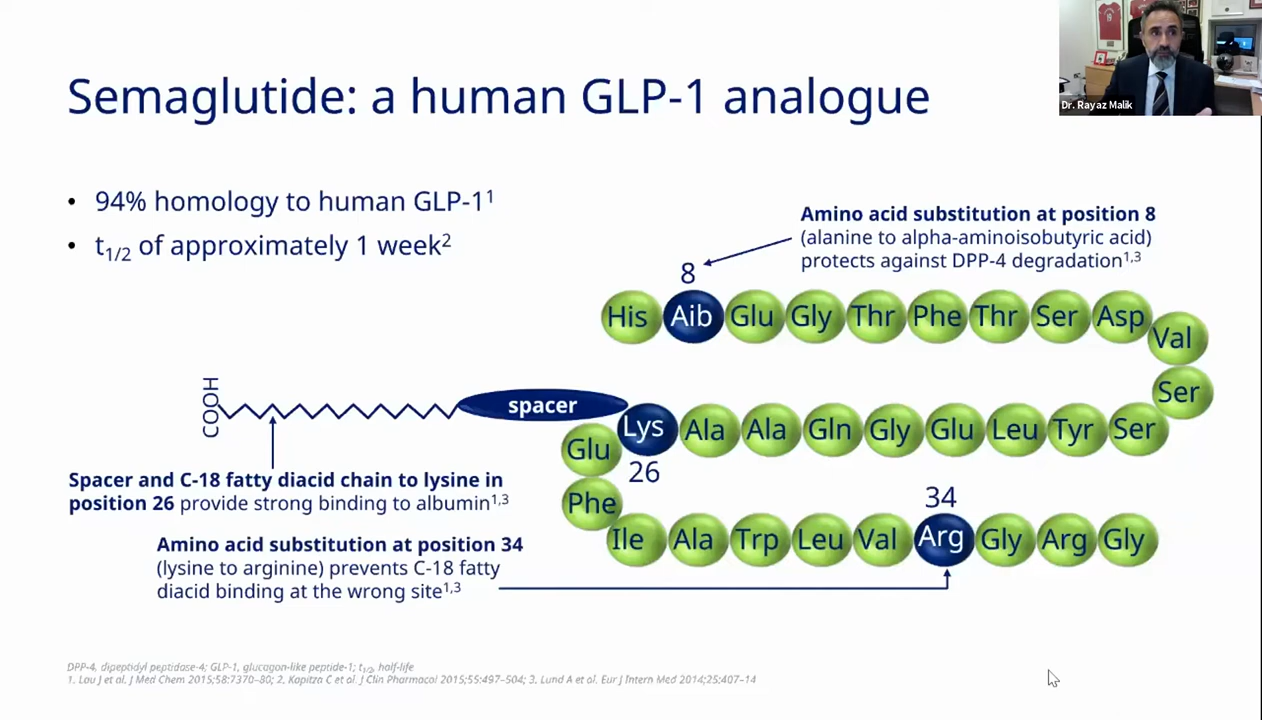 Dr. Rayaz Malik
Semaglutide: a human GLP-1 analogue
• 94% homology to human GLP-1¹
• t1/2 of approximately 1 week²
Amino acid substitution at position 8
(alanine to alpha-aminoisobutyric acid)
protects against DPP-4 degradation1,3
8
His Aib Glu Gly Thr Phe Thr Ser Asp
Val
Ser
COOH
spacer
Lys Ala Ala Gln Gly Glu Leu Tyr Ser
Glu
26
Phe
Spacer and C-18 fatty diacid chain to lysine in
position 26 provide strong binding to albumin1,3
34
Ile Ala Trp Leu Val Arg Gly Arg Gly
Amino acid substitution at position 34
(lysine to arginine) prevents C-18 fatty
diacid binding at the wrong site1,3
DPP-4, dipeptidyl peptidase-4; GLP-1, glucagon-like peptide-1; t1/2, half-life
1. Lau J et al. J Med Chem 2015;58:7370–80; 2. Kapitza C et al. J Clin Pharmacol 2015;55:497–504; 3. Lund A et al. Eur J Intern Med 2014;25:407–14